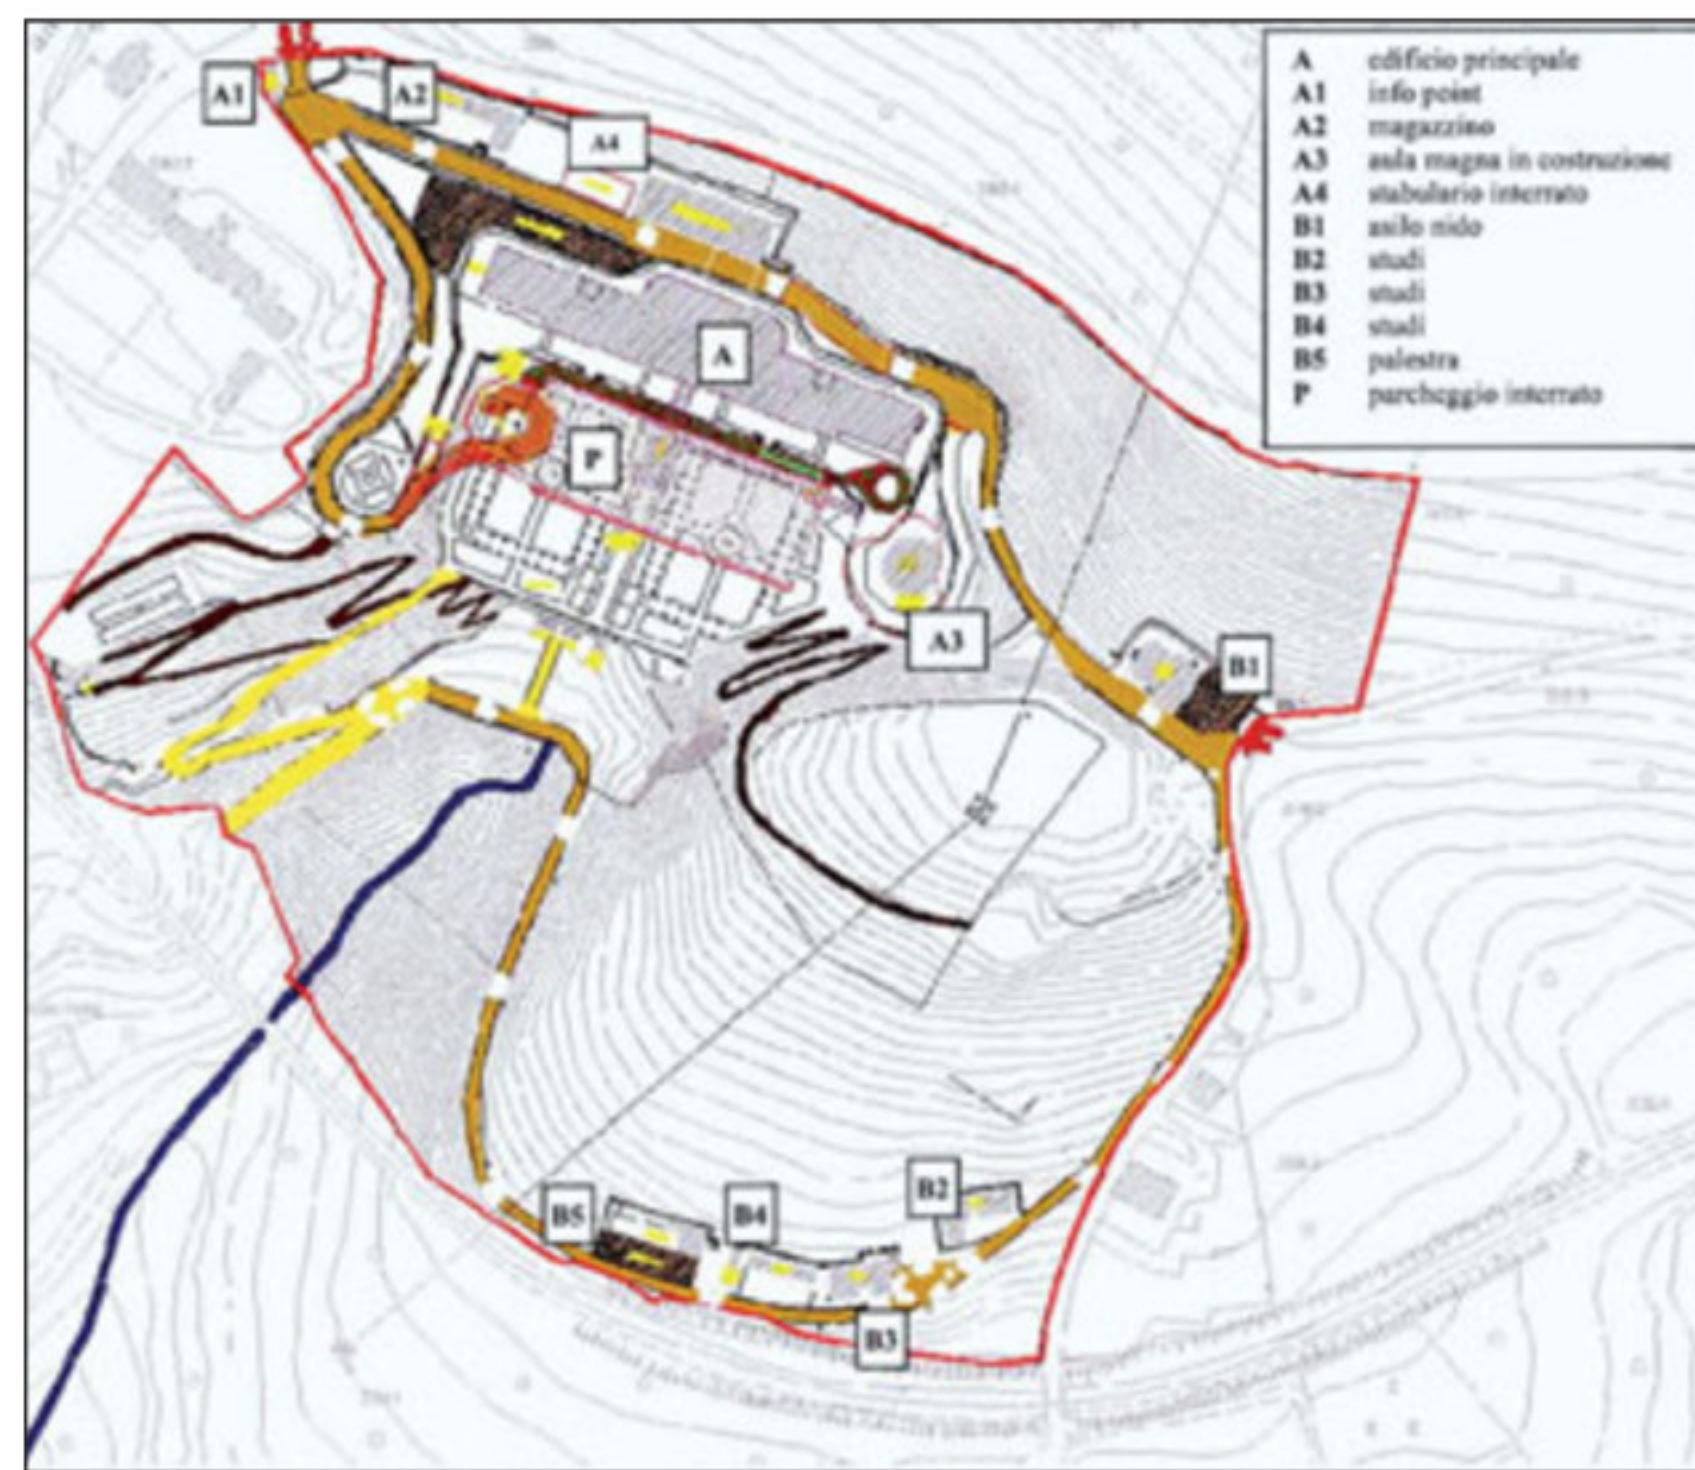 A1
A2
A4
A
P
A3
B1
B5
B4
B2
B3
A edificio principale
A1 info point
A2 magazzino
A3 aula magna in costruzione
A4 stabulario interrato
B1 asilo nido
B2 studi
B3 studi
B4 studi
B5 palestra
P parcheggio interrato